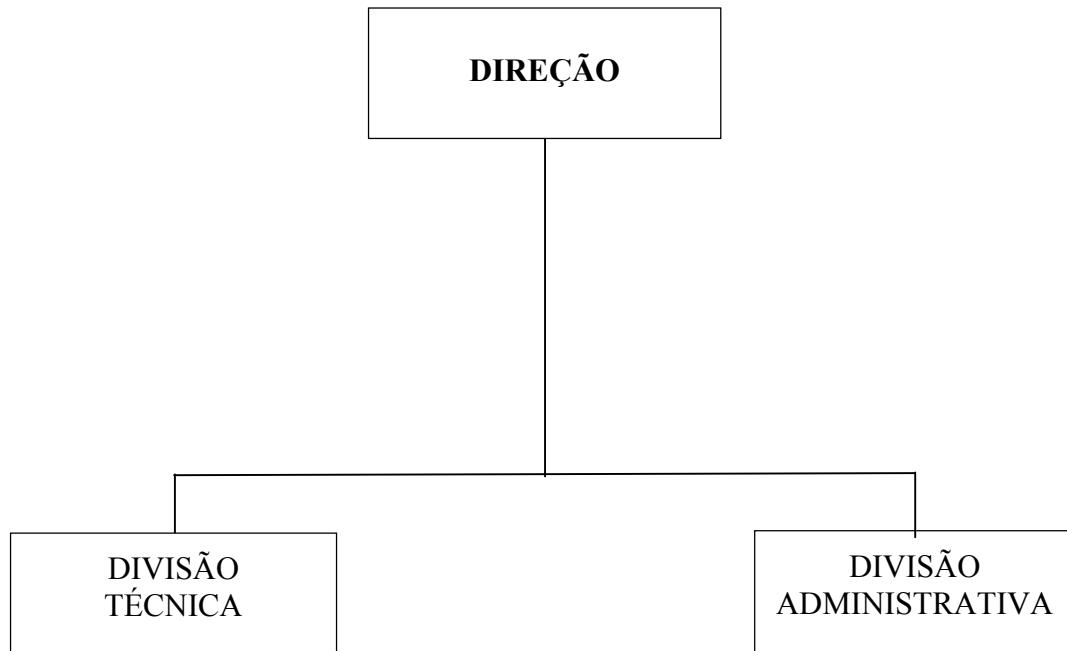 DIREÇÃO
DIVISÃO
TÉCNICA
DIVISÃO
ADMINISTRATIVA